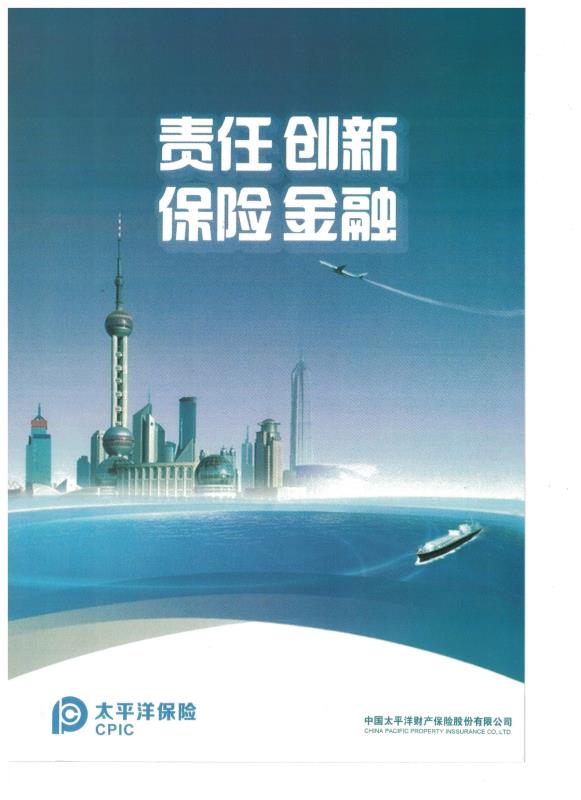 责任 创新
保险 金融
太平洋保险
CPIC
中国太平洋财产保险股份有限公司
CHINA PACIFIC PROPERTY INSSURANCE CO, LTD.